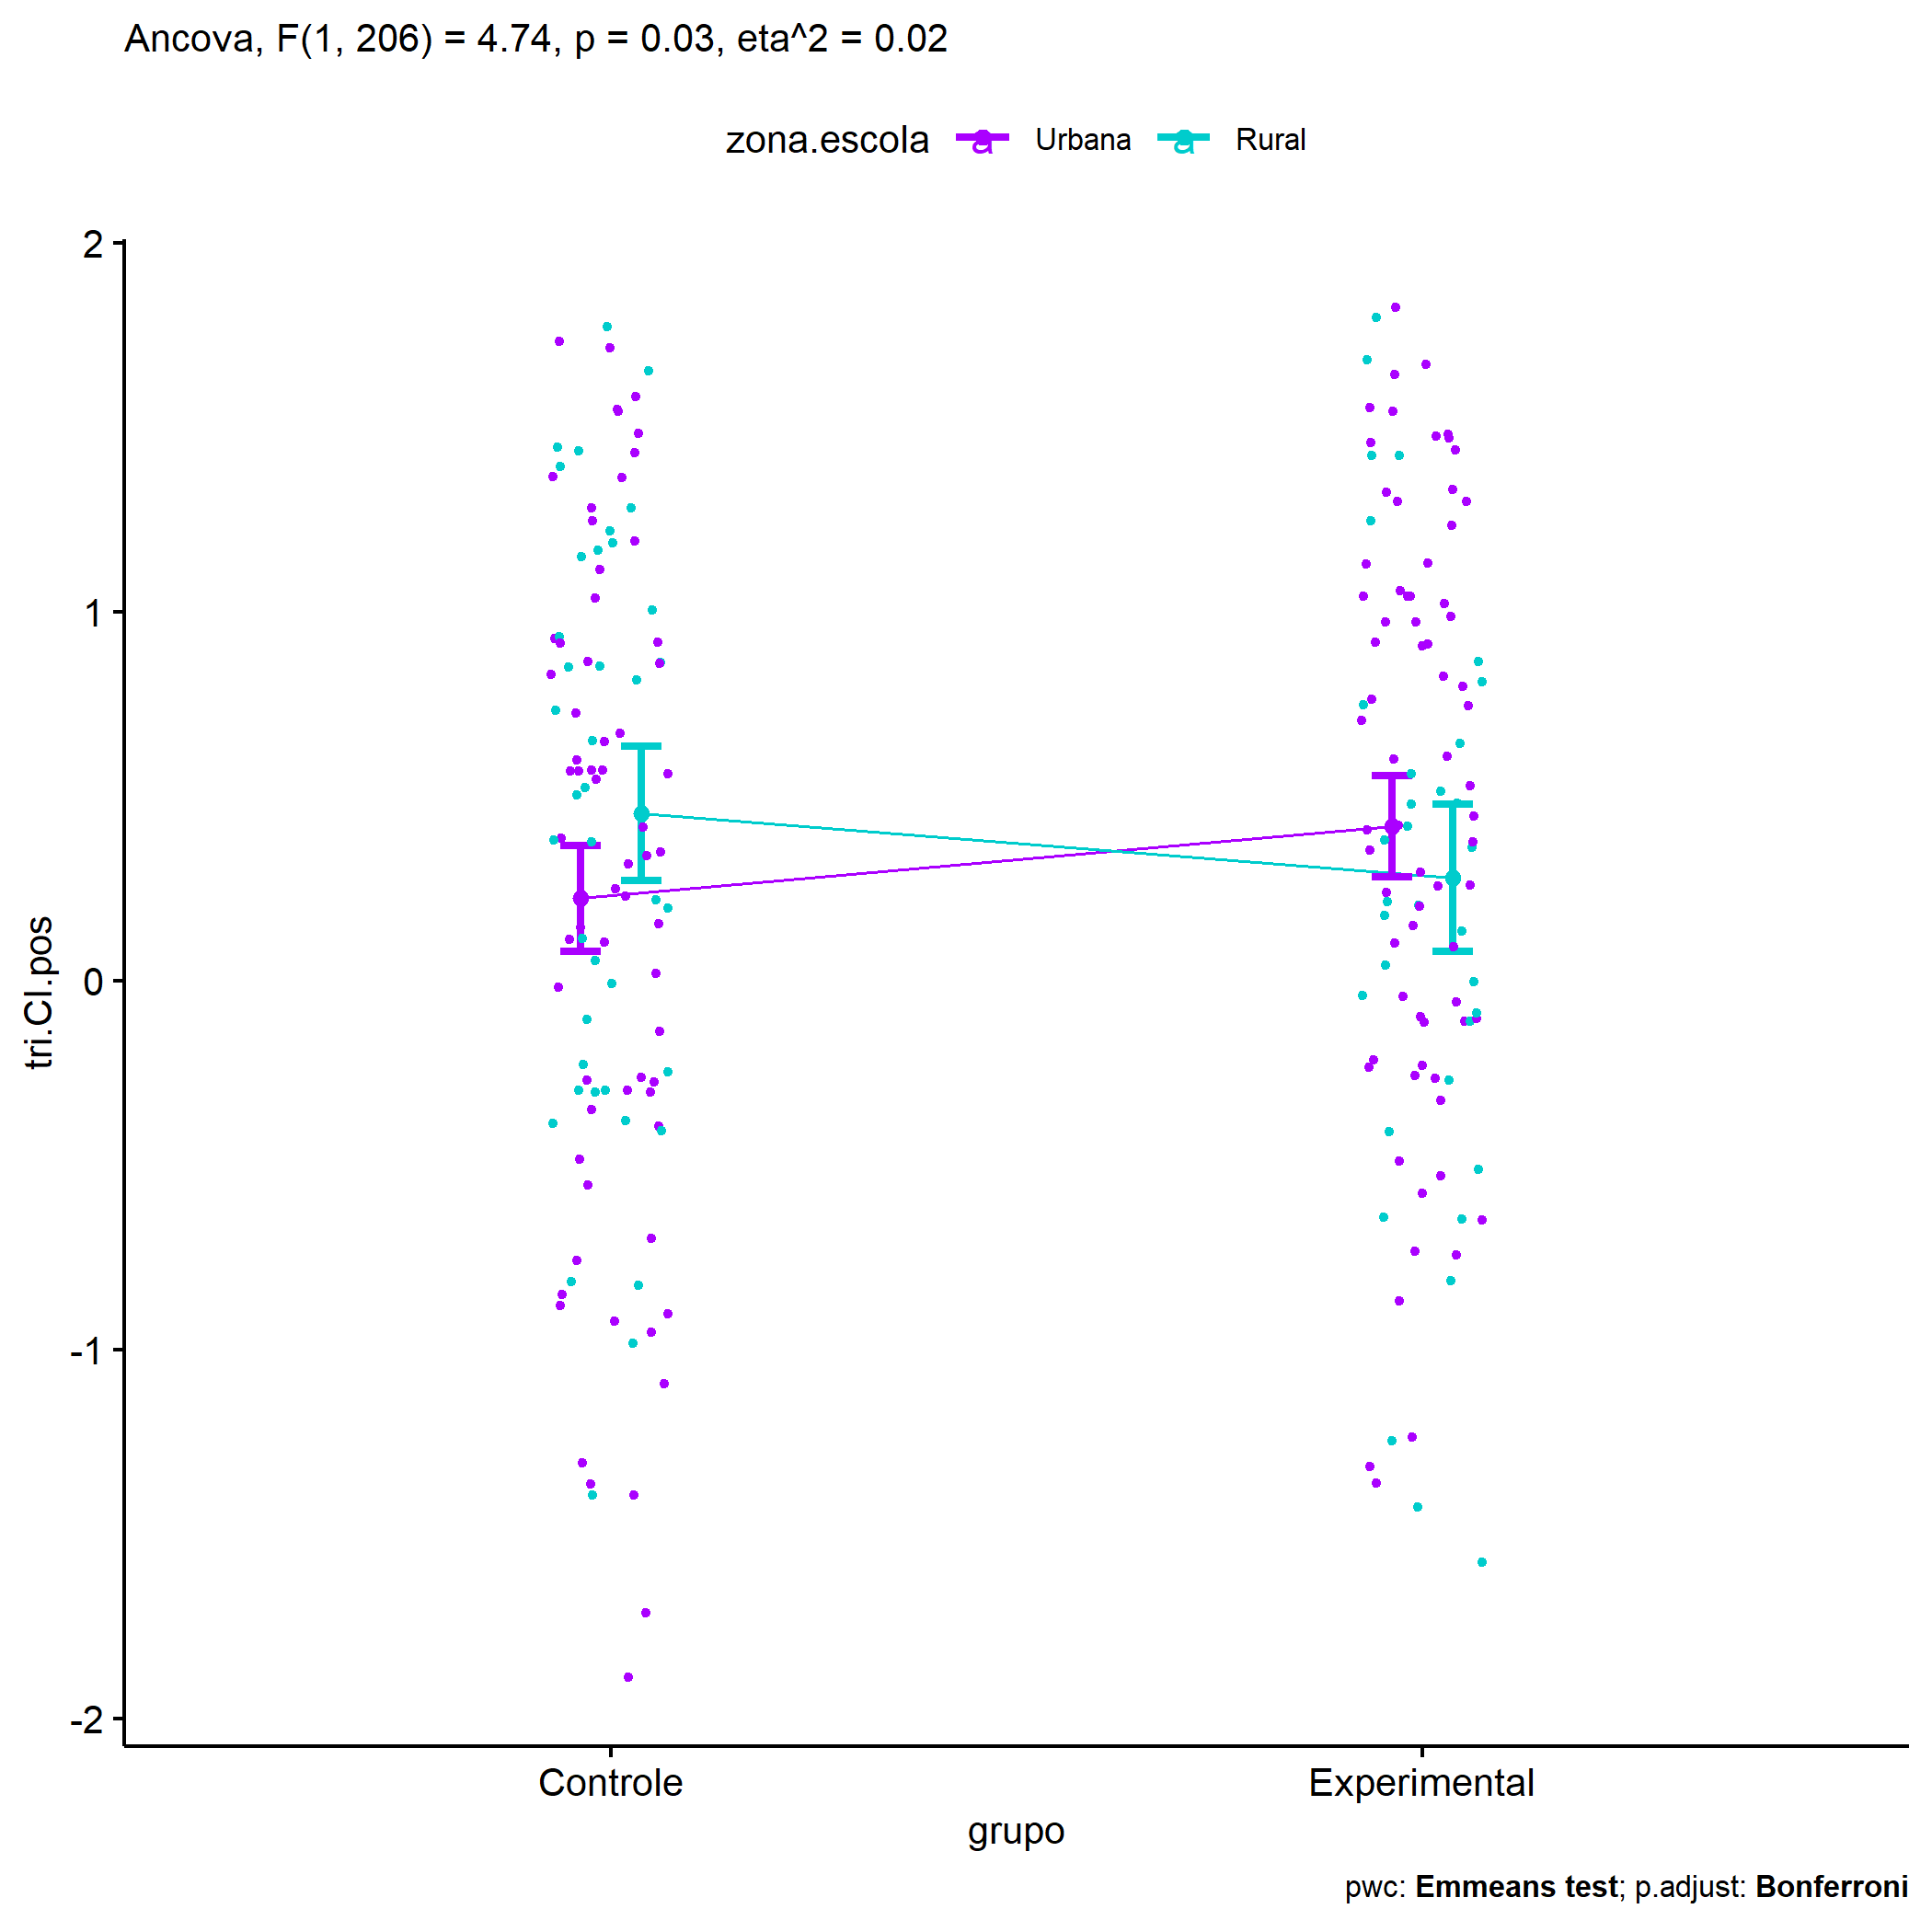 Ancova, F(1, 206) = 4.74, p = 0.03, eta^2 = 0.02
zona.escola a Urbana a Rural
2
1
0
-1
-2
tri.CI.pos
Controle Experimental
grupo
pwc: Emmeans test; p.adjust: Bonferroni